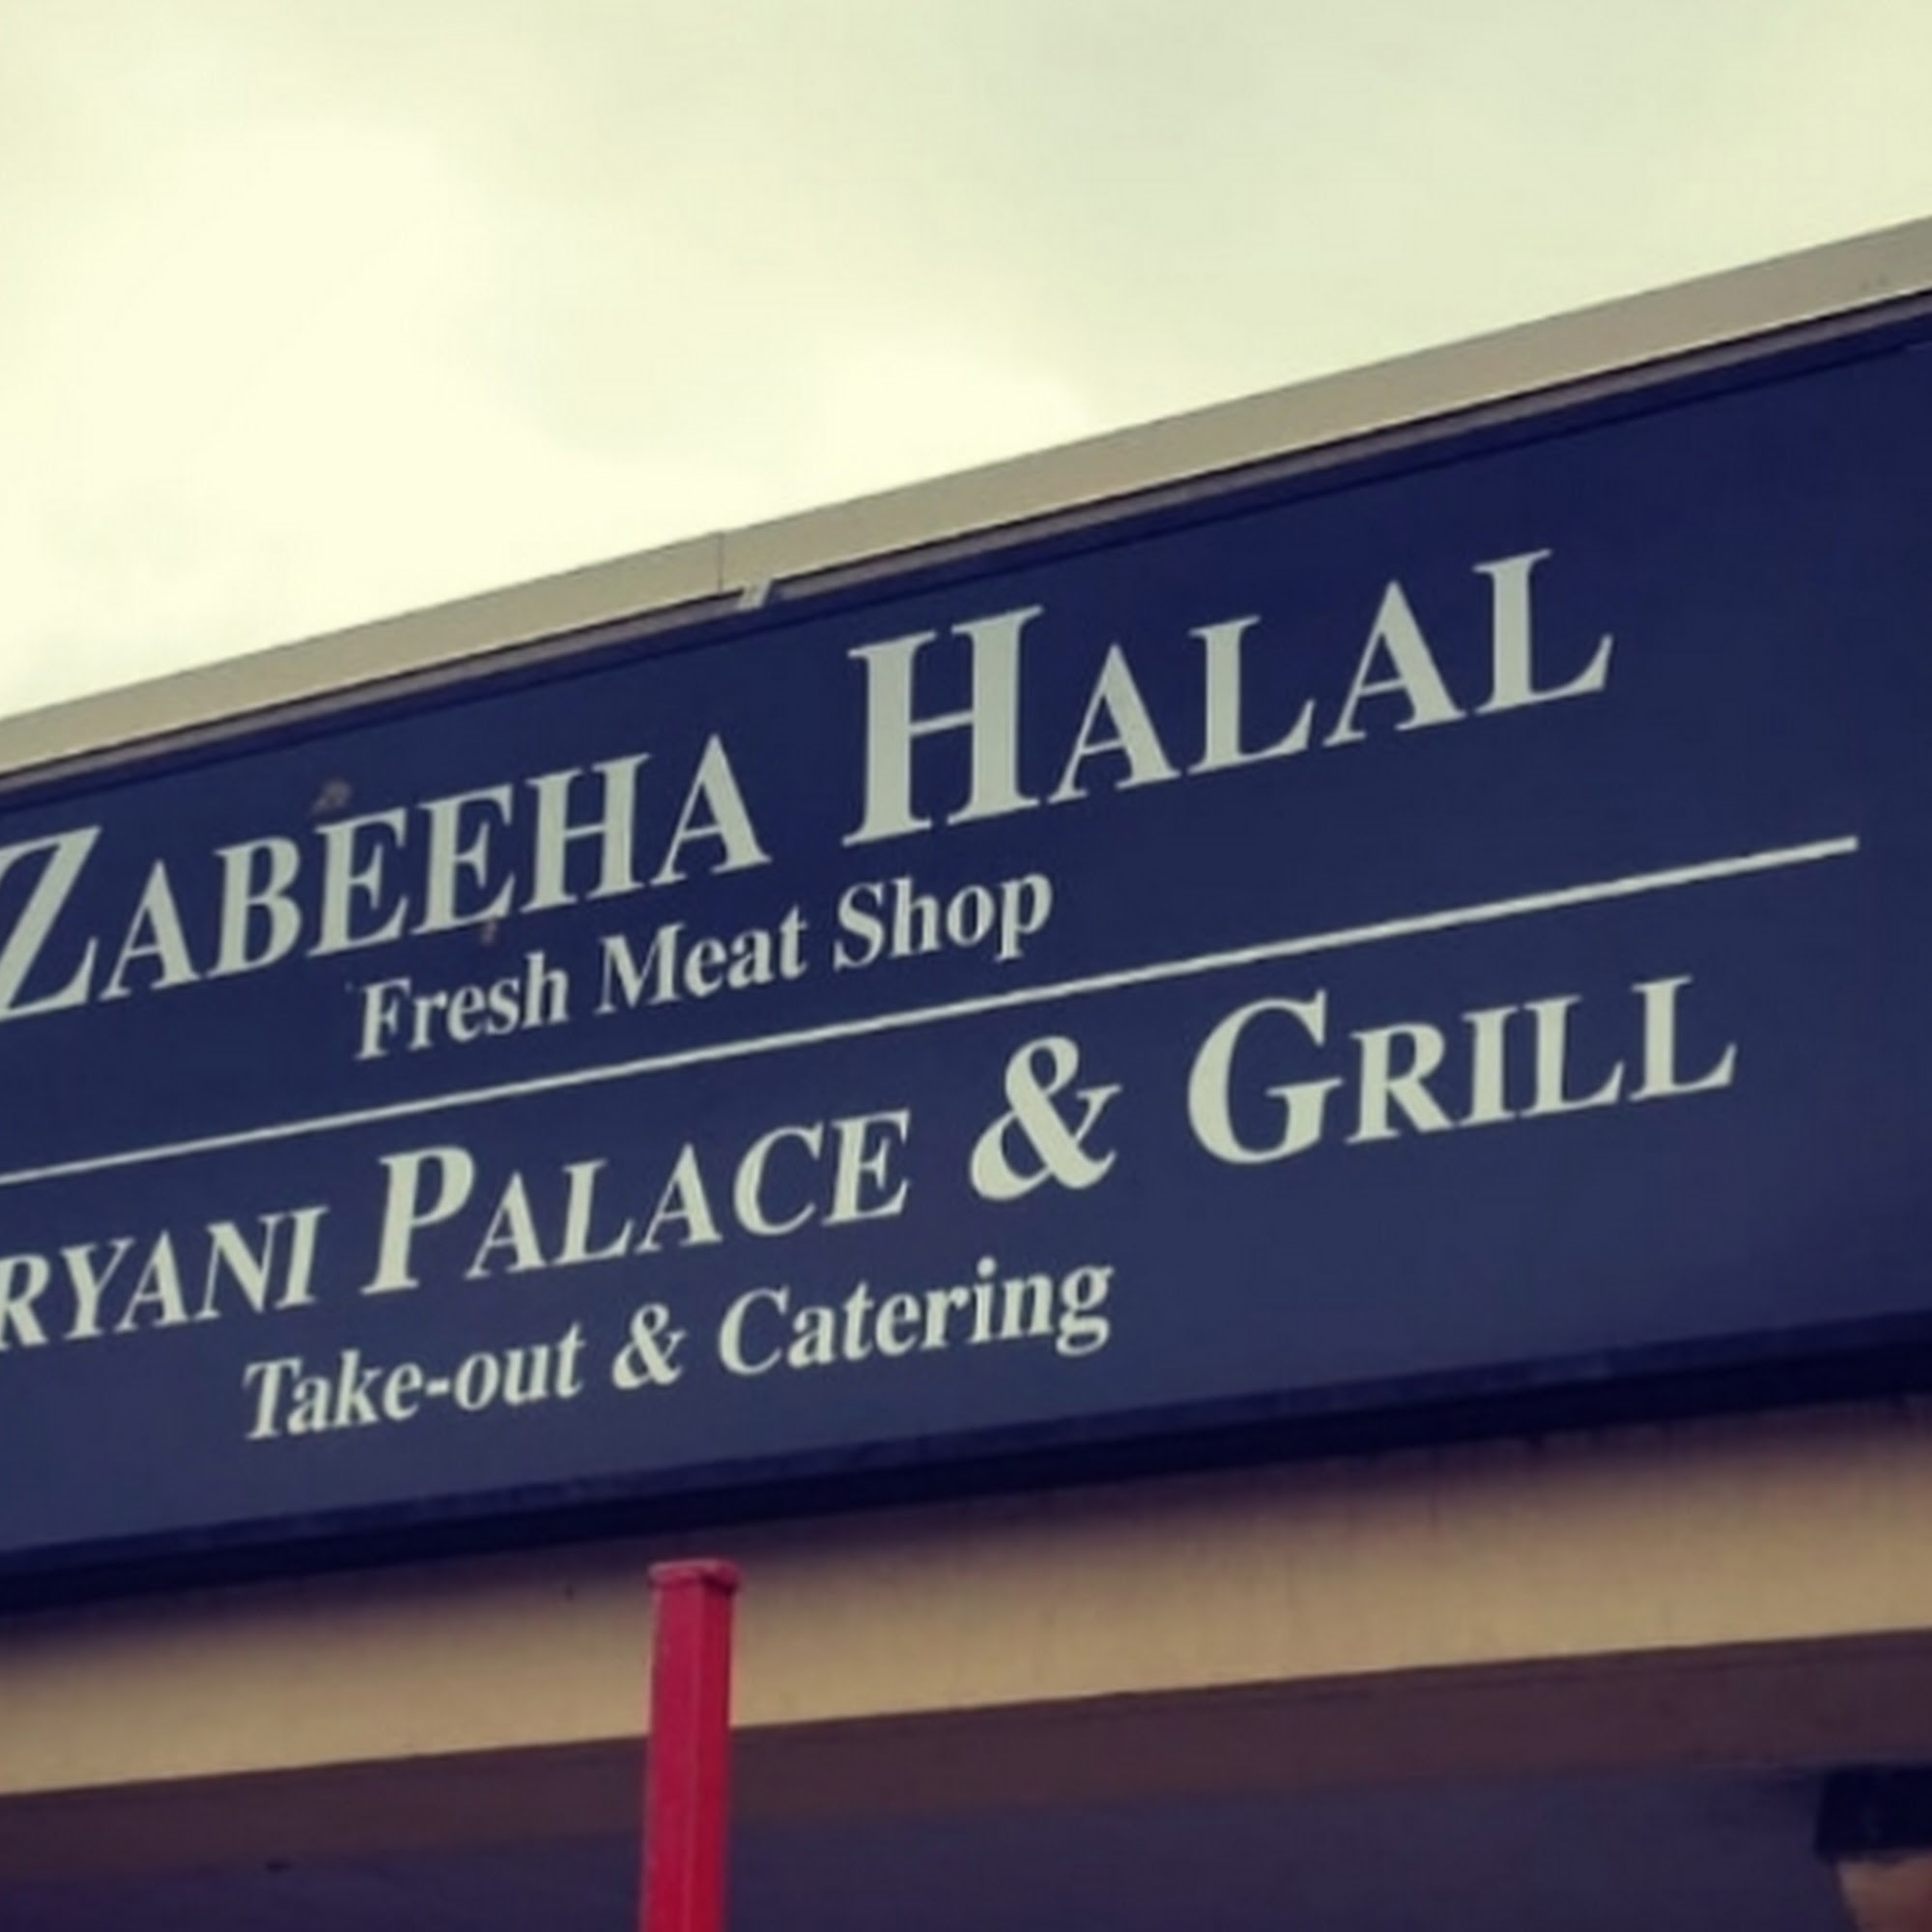 ZABEEHA HALAL
Fresh Meat Shop
RYANI PALACE & GRILL
Take-out & Catering